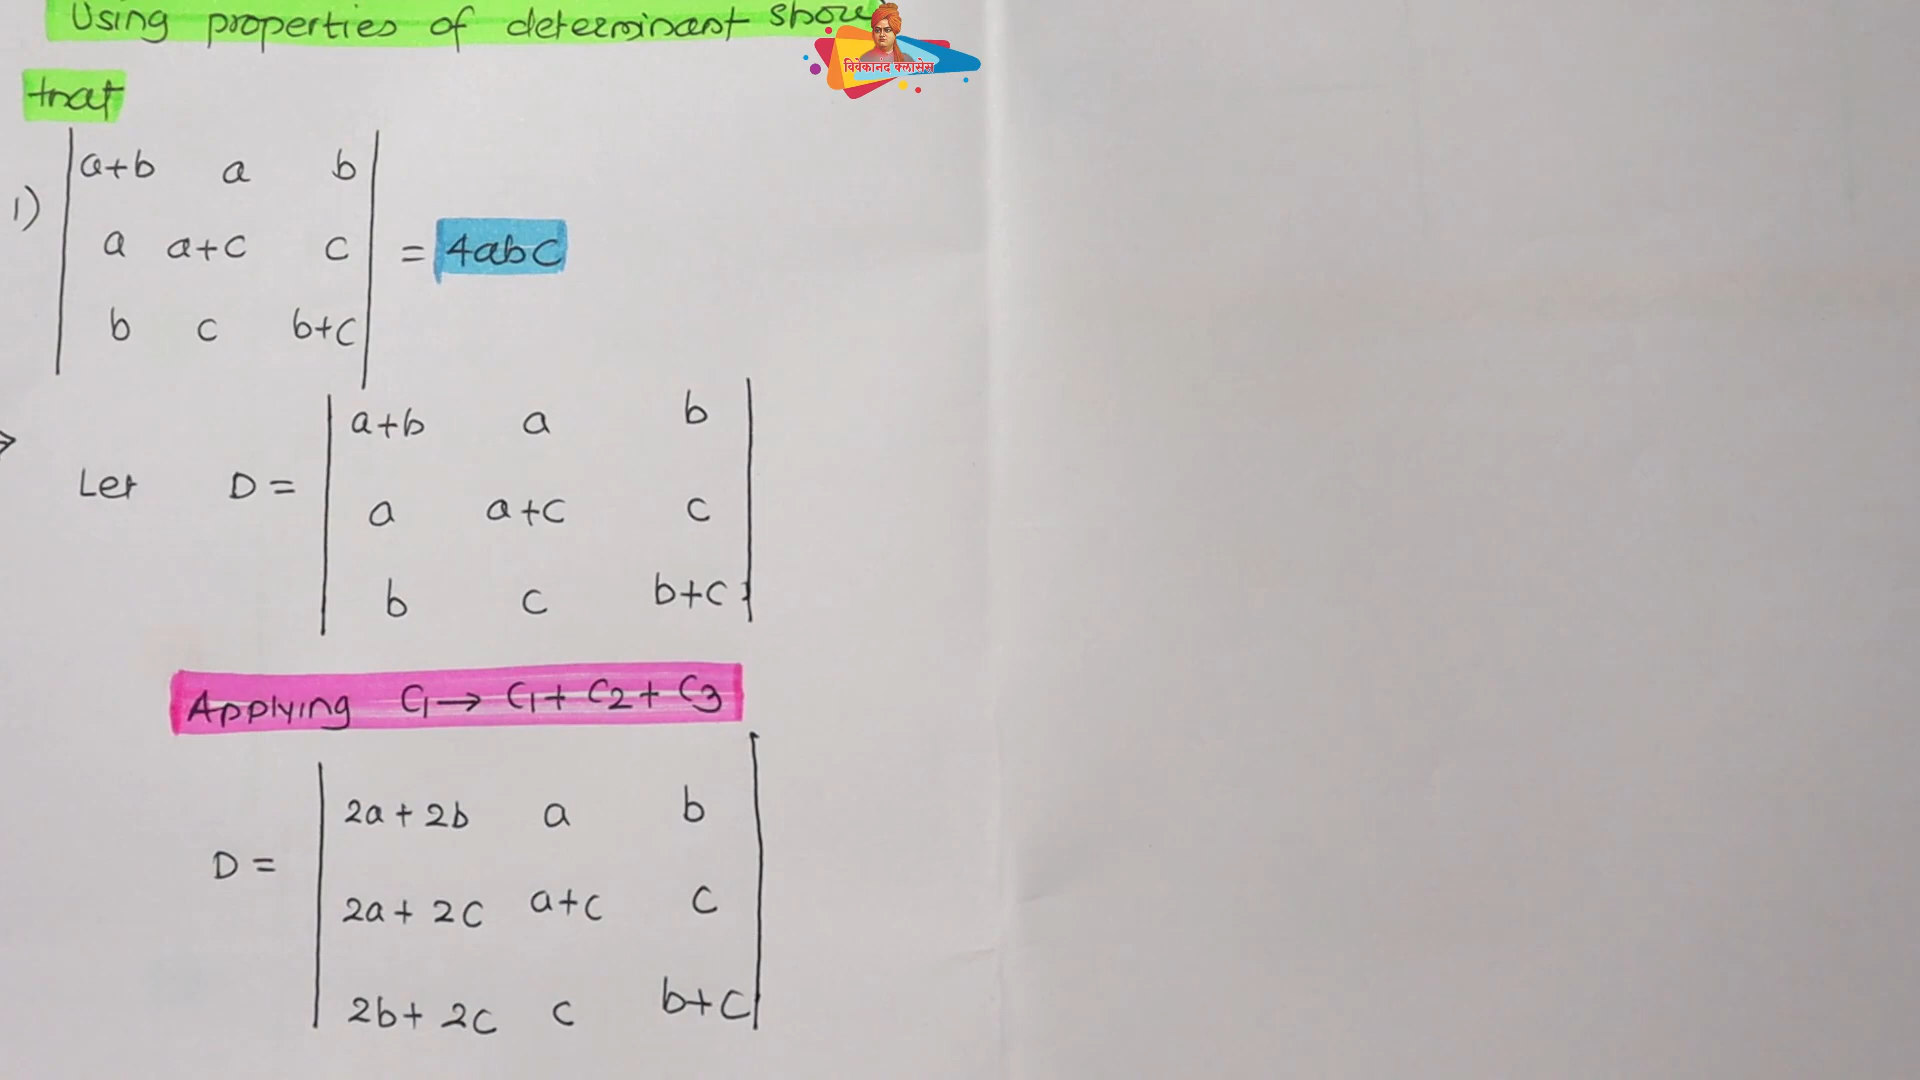 Using properties of determinant show
विवेकानंद क्लासेस
that
a+b a b
1) a a+c c = 4abc
b c b+c
a+b a b
Let D = a a+c c
b c b+c
Applying C1 → C1 + C2 + C3
2a + 2b a b
D = 2a + 2c a+c c
2b + 2c c b+c